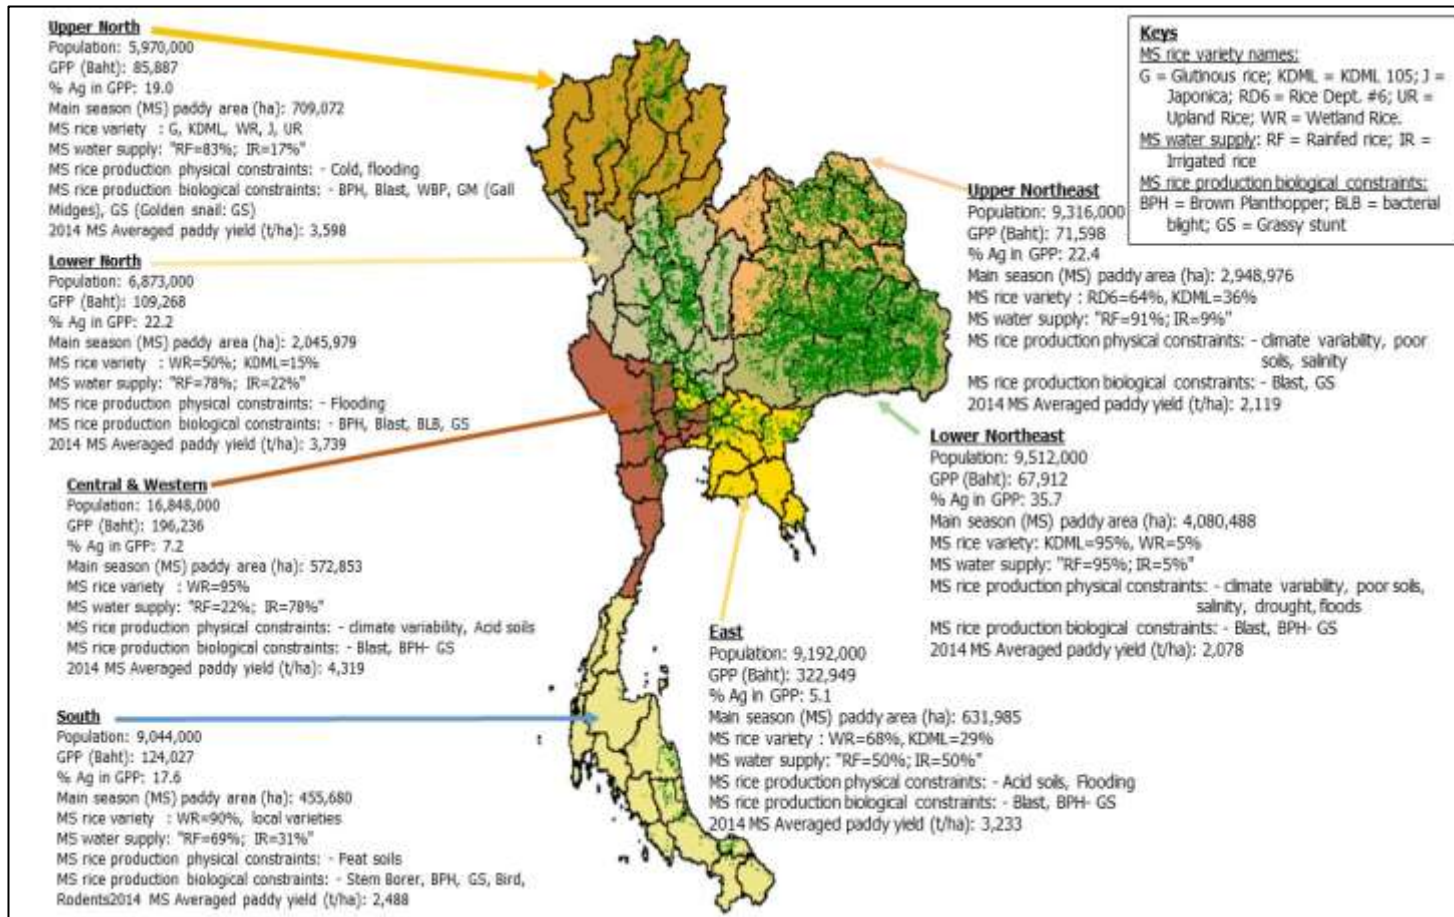 Upper North
Population: 5,970,000
GPP (Baht): 85,887
% Ag in GPP: 19.0
Main season (MS) paddy area (ha): 709,072
MS rice variety : G, KDML, WR, J, UR
MS water supply: "RF=83%; IR=17%"
MS rice production physical constraints: - Cold, flooding
MS rice production biological constraints: - BPH, Blast, WBP, GM (Gall
Midges), GS (Golden snail: GS)
2014 MS Averaged paddy yield (t/ha): 3,598
Lower North
Population: 6,873,000
GPP (Baht): 109,268
% Ag in GPP: 22.2
Main season (MS) paddy area (ha): 2,045,979
MS rice variety : WR=50%; KDML=15%
MS water supply: "RF=78%; IR=22%"
MS rice production physical constraints: - Flooding
MS rice production biological constraints: - BPH, Blast, BLB, GS
2014 MS Averaged paddy yield (t/ha): 3,739
Central & Western
Population: 16,848,000
GPP (Baht): 196,236
% Ag in GPP: 7.2
Main season (MS) paddy area (ha): 572,853
MS rice variety : WR=95%
MS water supply: "RF=22%; IR=78%"
MS rice production physical constraints: - climate variability, Acid soils
MS rice production biological constraints: - Blast, BPH- GS
2014 MS Averaged paddy yield (t/ha): 4,319
South
Population: 9,044,000
GPP (Baht): 124,027
% Ag in GPP: 17.6
Main season (MS) paddy area (ha): 455,680
MS rice variety : WR=90%, local varieties
MS water supply: "RF=69%; IR=31%"
MS rice production physical constraints: - Peat soils
MS rice production biological constraints: - Stem Borer, BPH, GS, Bird,
Rodents2014 MS Averaged paddy yield (t/ha): 2,488
t
Keys
MS rice variety names:
G = Glutinous rice; KDML = KDML 105; J =
Japonica; RD6 = Rice Dept. #6; UR =
Upland Rice; WR = Wetland Rice.
MS water supply: RF = Rainfed rice; IR =
Irrigated rice
MS rice production biological constraints:
BPH = Brown Planthopper; BLB = bacterial
blight; GS = Grassy stunt
Upper Northeast
Population: 9,316,000
GPP (Baht): 71,598
% Ag in GPP: 22.4
Main season (MS) paddy area (ha): 2,948,976
MS rice variety : RD6=64%, KDML=36%
MS water supply: "RF=91%; IR=9%"
MS rice production physical constraints: - climate variability, poor
soils, salinity
MS rice production biological constraints: - Blast, GS
2014 MS Averaged paddy yield (t/ha): 2,119
Lower Northeast
Population: 9,512,000
GPP (Baht): 67,912
% Ag in GPP: 35.7
Main season (MS) paddy area (ha): 4,080,488
MS rice variety: KDML=95%, WR=5%
MS water supply: "RF=95%; IR=5%"
MS rice production physical constraints: - climate variability, poor soils,
salinity, drought, floods
MS rice production biological constraints: - Blast, BPH- GS
2014 MS Averaged paddy yield (t/ha): 2,078
East
Population: 9,192,000
GPP (Baht): 322,949
% Ag in GPP: 5.1
Main season (MS) paddy area (ha): 631,985
MS rice variety : WR=68%, KDML=29%
MS water supply: "RF=50%; IR=50%"
MS rice production physical constraints: - Acid soils, Flooding
MS rice production biological constraints: - Blast, BPH- GS
2014 MS Averaged paddy yield (t/ha): 3,233